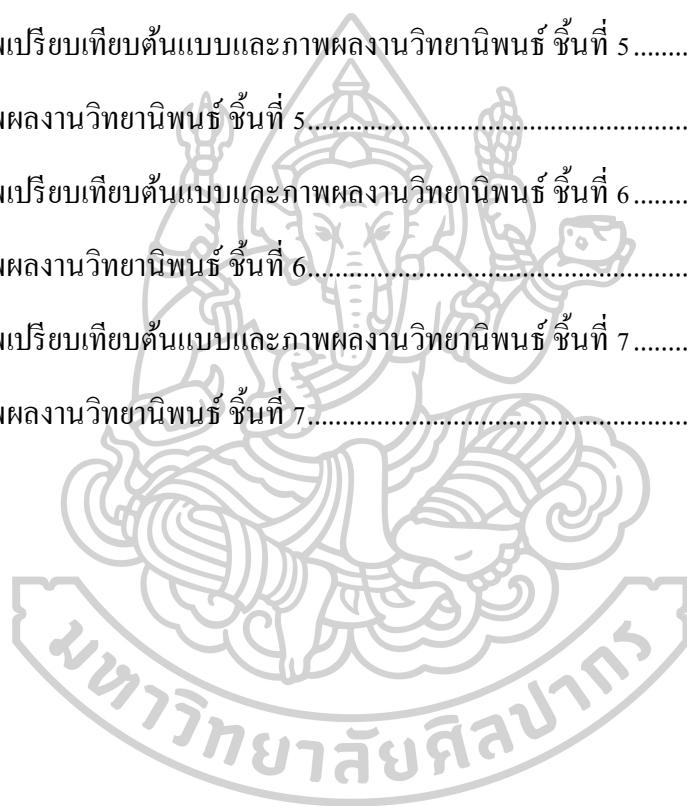 พเปรียบเทียบต้นแบบและภาพผลงานวิทยานิพนธ์ ชิ้นที่ 5........
พผลงานวิทยานิพนธ์ ชิ้นที่ 5........................................................
พเปรียบเทียบต้นแบบและภาพผลงานวิทยานิพนธ์ ชิ้นที่ 6........
พผลงานวิทยานิพนธ์ ชิ้นที่ 6........................................................
พเปรียบเทียบต้นแบบและภาพผลงานวิทยานิพนธ์ ชิ้นที่ 7........
พผลงานวิทยานิพนธ์ ชิ้นที่ 7........................................................
มหาวิทยาลัยศิลปากร